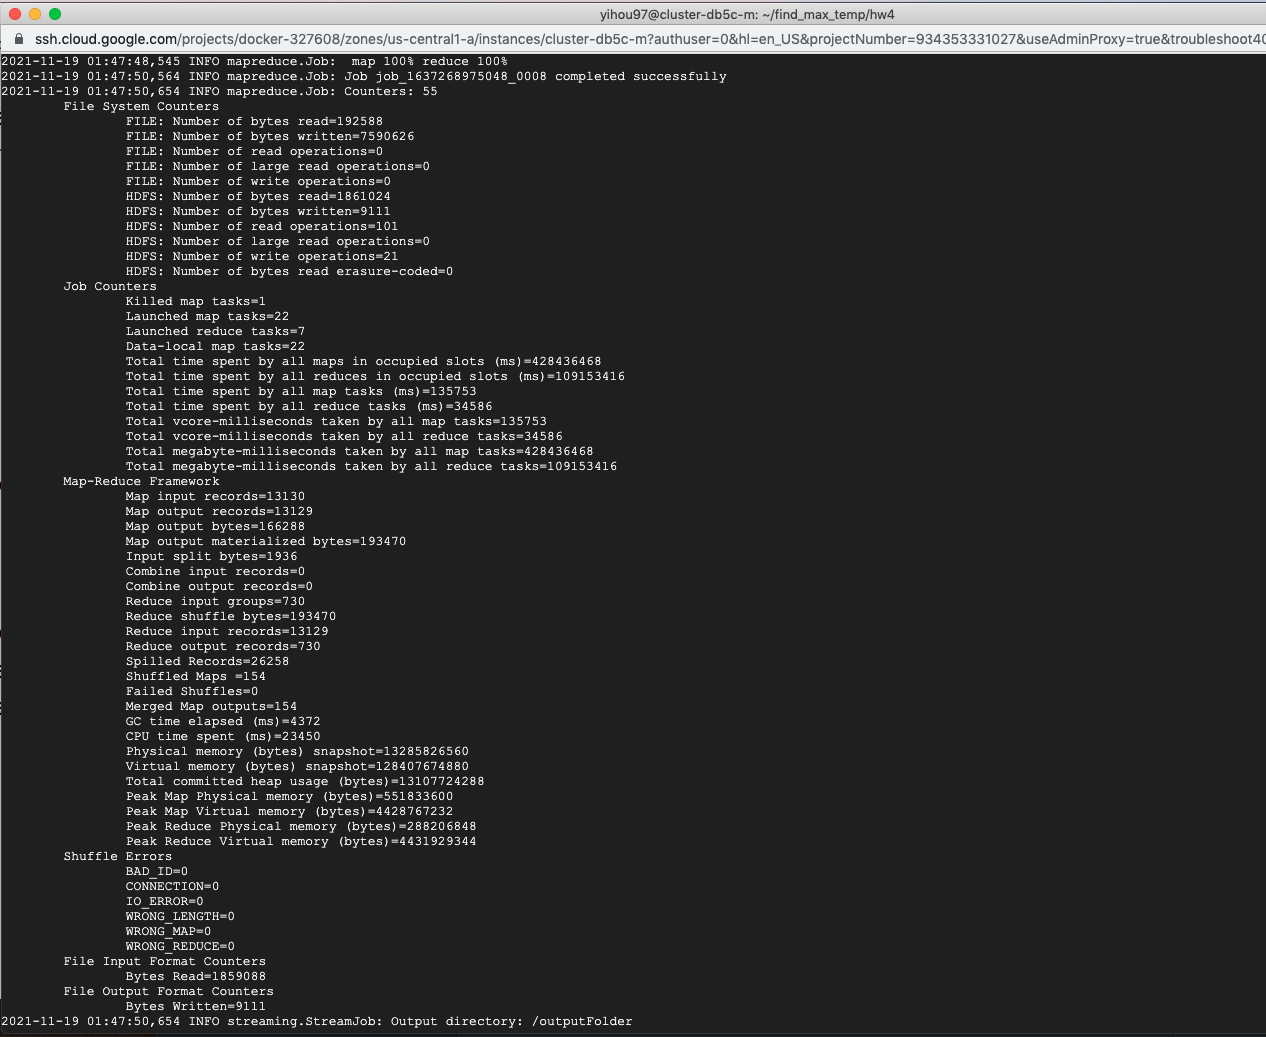 yihou97@cluster-db5c-m: ~/find_max_temp/hw4
ssh.cloud.google.com/projects/docker-327608/zones/us-central1-a/instances/cluster-db5c-m?authuser=0&hl=en_US&projectNumber=934353331027&useAdminProxy=true&troubleshoot40
2021-11-19 01:47:48,545 INFO mapreduce.Job:  map 100% reduce 100%
2021-11-19 01:47:50,564 INFO mapreduce.Job: Job job_1637268975048_0008 completed successfully
2021-11-19 01:47:50,654 INFO mapreduce.Job: Counters: 55
File System Counters
FILE: Number of bytes read=192588
FILE: Number of bytes written=7590626
FILE: Number of read operations=0
FILE: Number of large read operations=0
FILE: Number of write operations=0
HDFS: Number of bytes read=1861024
HDFS: Number of bytes written=9111
HDFS: Number of read operations=101
HDFS: Number of large read operations=0
HDFS: Number of write operations=21
HDFS: Number of bytes read erasure-coded=0
Job Counters
Killed map tasks=1
Launched map tasks=22
Launched reduce tasks=7
Data-local map tasks=22
Total time spent by all maps in occupied slots (ms)=428436468
Total time spent by all reduces in occupied slots (ms)=109153416
Total time spent by all map tasks (ms)=135753
Total time spent by all reduce tasks (ms)=34586
Total vcore-milliseconds taken by all map tasks=135753
Total vcore-milliseconds taken by all reduce tasks=34586
Total megabyte-milliseconds taken by all map tasks=428436468
Total megabyte-milliseconds taken by all reduce tasks=109153416
Map-Reduce Framework
Map input records=13130
Map output records=13129
Map output bytes=166288
Map output materialized bytes=193470
Input split bytes=1936
Combine input records=0
Combine output records=0
Reduce input groups=730
Reduce shuffle bytes=193470
Reduce input records=13129
Reduce output records=730
Spilled Records=26258
Shuffled Maps =154
Failed Shuffles=0
Merged Map outputs=154
GC time elapsed (ms)=4372
CPU time spent (ms)=23450
Physical memory (bytes) snapshot=13285826560
Virtual memory (bytes) snapshot=128407674880
Total committed heap usage (bytes)=13107724288
Peak Map Physical memory (bytes)=551833600
Peak Map Virtual memory (bytes)=4428767232
Peak Reduce Physical memory (bytes)=288206848
Peak Reduce Virtual memory (bytes)=4431929344
Shuffle Errors
BAD_ID=0
CONNECTION=0
IO_ERROR=0
WRONG_LENGTH=0
WRONG_MAP=0
WRONG_REDUCE=0
File Input Format Counters
Bytes Read=1859088
File Output Format Counters
Bytes Written=9111
2021-11-19 01:47:50,654 INFO streaming.StreamJob: Output directory: /outputFolder